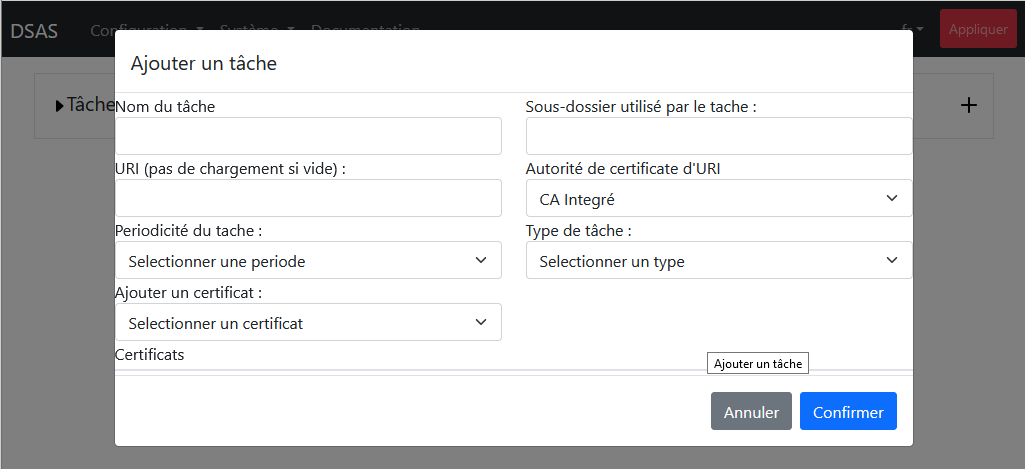 DSAS Configuration Système Documentation fr Appliquer
Ajouter un tâche
Tâche
Nom du tâche
Sous-dossier utilisé par le tache :
URI (pas de chargement si vide) :
Autorité de certificate d'URI
CA Integré
Periodicité du tache :
Type de tâche :
Selectionner une periode
Selectionner un type
Ajouter un certificat :
Selectionner un certificat
Certificats
Ajouter un tâche
Annuler Confirmer